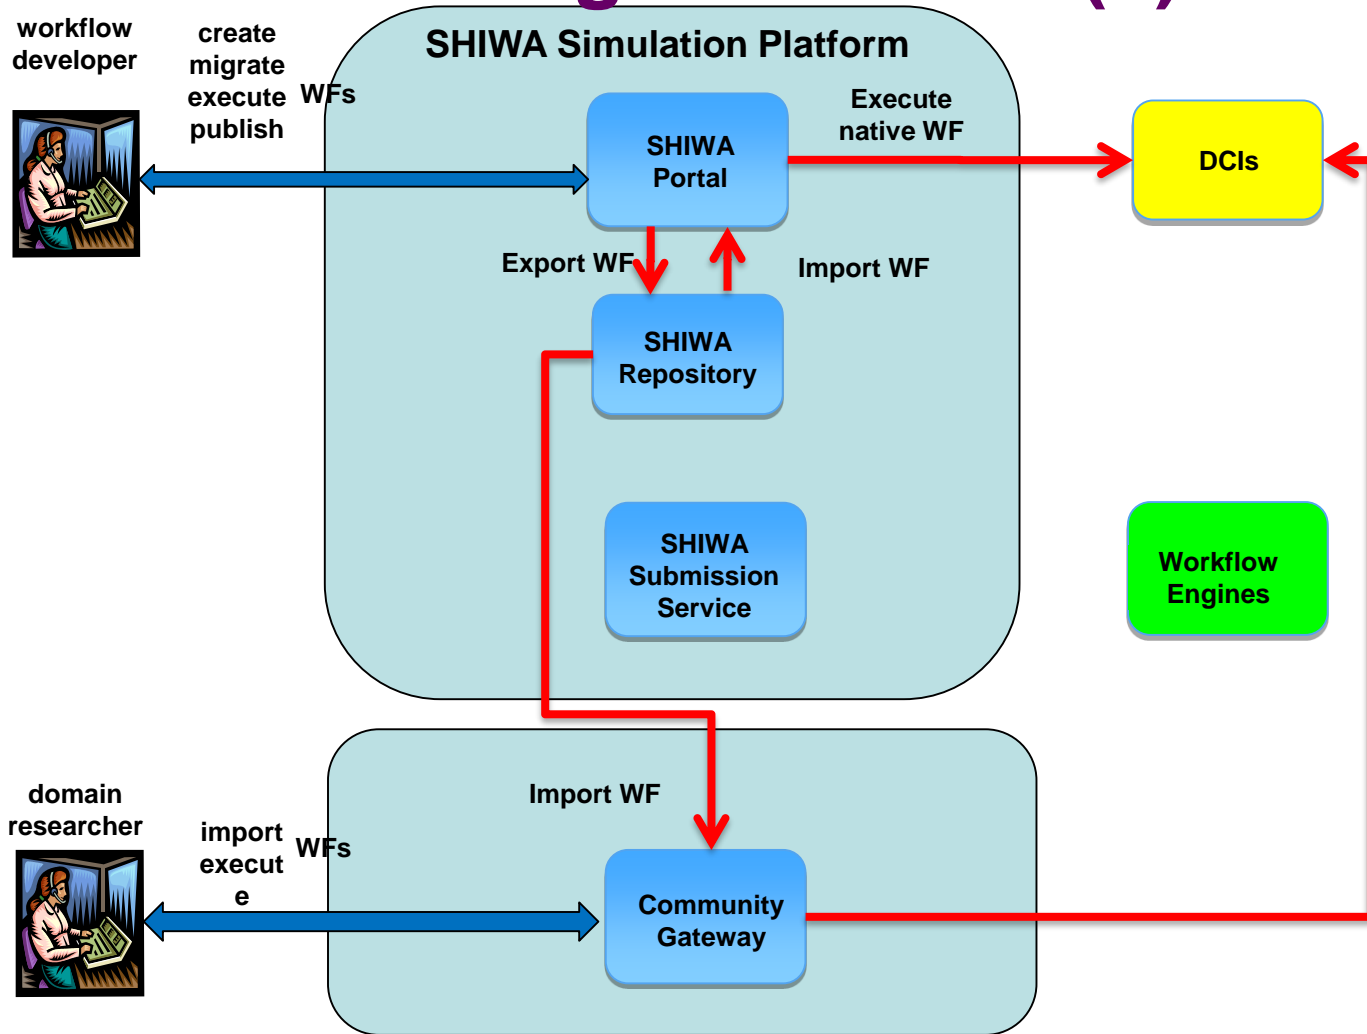 workflow
developer
create
migrate
execute
publish
WFs
SHIWA Simulation Platform
SHIWA
Portal
Execute
native WF
DCIs
Export WF
Import WF
SHIWA
Repository
SHIWA
Submission
Service
Workflow
Engines
domain
researcher
import
execut
e
WFs
Import WF
Community
Gateway